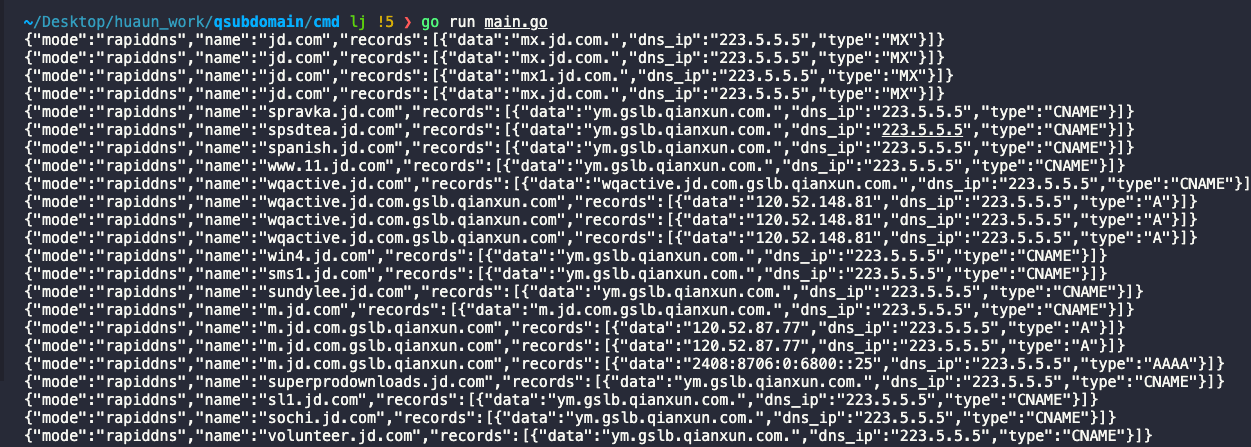 ~/Desktop/huaun_work/qsubdomain/cmd lj !5 ❯ go run main.go
{"mode":"rapiddns","name":"jd.com","records":[{"data":"mx.jd.com.","dns_ip":"223.5.5.5","type":"MX"}]}
{"mode":"rapiddns","name":"jd.com","records":[{"data":"mx.jd.com.","dns_ip":"223.5.5.5","type":"MX"}]}
{"mode":"rapiddns","name":"jd.com","records":[{"data":"mx1.jd.com.","dns_ip":"223.5.5.5","type":"MX"}]}
{"mode":"rapiddns","name":"jd.com","records":[{"data":"mx.jd.com.","dns_ip":"223.5.5.5","type":"MX"}]}
{"mode":"rapiddns","name":"spravka.jd.com","records":[{"data":"ym.gslb.qianxun.com.","dns_ip":"223.5.5.5","type":"CNAME"}]}
{"mode":"rapiddns","name":"spsdtea.jd.com","records":[{"data":"ym.gslb.qianxun.com.","dns_ip":"223.5.5.5","type":"CNAME"}]}
{"mode":"rapiddns","name":"spanish.jd.com","records":[{"data":"ym.gslb.qianxun.com.","dns_ip":"223.5.5.5","type":"CNAME"}]}
{"mode":"rapiddns","name":"www.11.jd.com","records":[{"data":"ym.gslb.qianxun.com.","dns_ip":"223.5.5.5","type":"CNAME"}]}
{"mode":"rapiddns","name":"wqactive.jd.com","records":[{"data":"wqactive.jd.com.gslb.qianxun.com.","dns_ip":"223.5.5.5","type":"CNAME"}]
{"mode":"rapiddns","name":"wqactive.jd.com.gslb.qianxun.com","records":[{"data":"120.52.148.81","dns_ip":"223.5.5.5","type":"A"}]}
{"mode":"rapiddns","name":"wqactive.jd.com.gslb.qianxun.com","records":[{"data":"120.52.148.81","dns_ip":"223.5.5.5","type":"A"}]}
{"mode":"rapiddns","name":"wqactive.jd.com.gslb.qianxun.com","records":[{"data":"120.52.148.81","dns_ip":"223.5.5.5","type":"A"}]}
{"mode":"rapiddns","name":"win4.jd.com","records":[{"data":"ym.gslb.qianxun.com.","dns_ip":"223.5.5.5","type":"CNAME"}]}
{"mode":"rapiddns","name":"sms1.jd.com","records":[{"data":"ym.gslb.qianxun.com.","dns_ip":"223.5.5.5","type":"CNAME"}]}
{"mode":"rapiddns","name":"sundylee.jd.com","records":[{"data":"ym.gslb.qianxun.com.","dns_ip":"223.5.5.5","type":"CNAME"}]}
{"mode":"rapiddns","name":"m.jd.com","records":[{"data":"m.jd.com.gslb.qianxun.com.","dns_ip":"223.5.5.5","type":"CNAME"}]}
{"mode":"rapiddns","name":"m.jd.com.gslb.qianxun.com","records":[{"data":"120.52.87.77","dns_ip":"223.5.5.5","type":"A"}]}
{"mode":"rapiddns","name":"m.jd.com.gslb.qianxun.com","records":[{"data":"120.52.87.77","dns_ip":"223.5.5.5","type":"A"}]}
{"mode":"rapiddns","name":"m.jd.com.gslb.qianxun.com","records":[{"data":"2408:8706:0:6800::25","dns_ip":"223.5.5.5","type":"AAAA"}]}
{"mode":"rapiddns","name":"superprodownloads.jd.com","records":[{"data":"ym.gslb.qianxun.com.","dns_ip":"223.5.5.5","type":"CNAME"}]}
{"mode":"rapiddns","name":"sl1.jd.com","records":[{"data":"ym.gslb.qianxun.com.","dns_ip":"223.5.5.5","type":"CNAME"}]}
{"mode":"rapiddns","name":"sochi.jd.com","records":[{"data":"ym.gslb.qianxun.com.","dns_ip":"223.5.5.5","type":"CNAME"}]}
{"mode":"rapiddns","name":"volunteer.jd.com","records":[{"data":"ym.gslb.qianxun.com.","dns_ip":"223.5.5.5","type":"CNAME"}]}